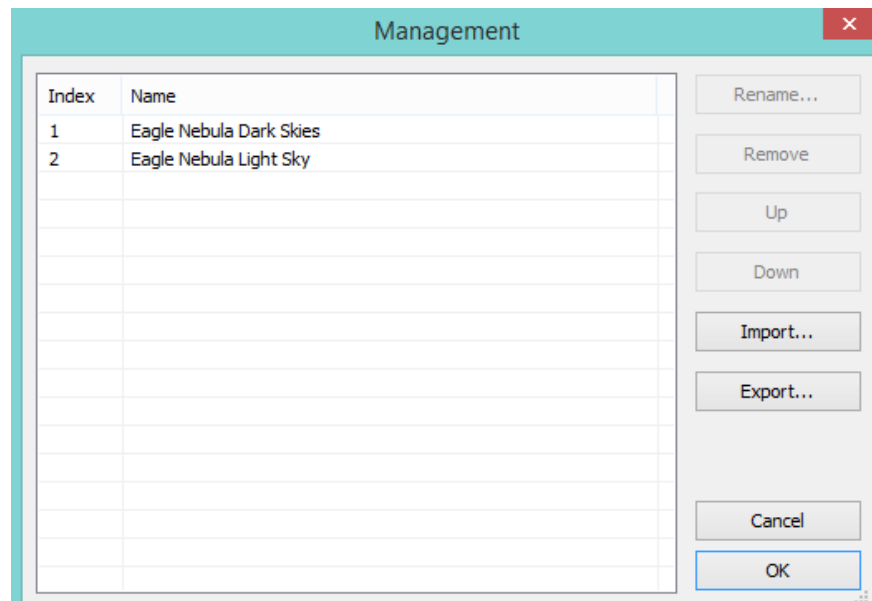 Management
Index Name
1 Eagle Nebula Dark Skies
2 Eagle Nebula Light Sky
Rename...
Remove
Up
Down
Import...
Export...
Cancel
OK